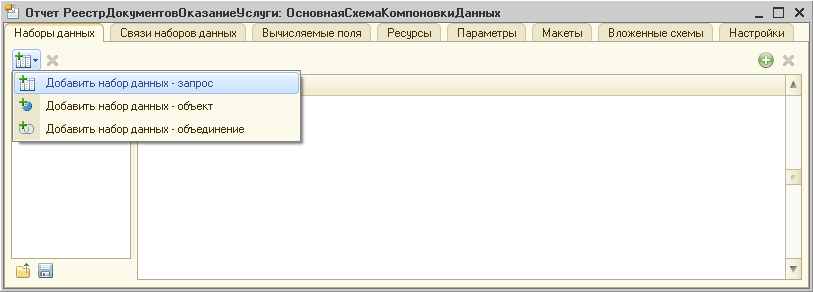 Отчет РеестрДокументовОказаниеУслуги: ОсновнаяСхемаКомпоновкиДанных
Наборы данных Связи наборов данных Вычисляемые поля Ресурсы Параметры Макеты Вложенные схемы Настройки
Добавить набор данных - запрос
Добавить набор данных - объект
Добавить набор данных - объединение